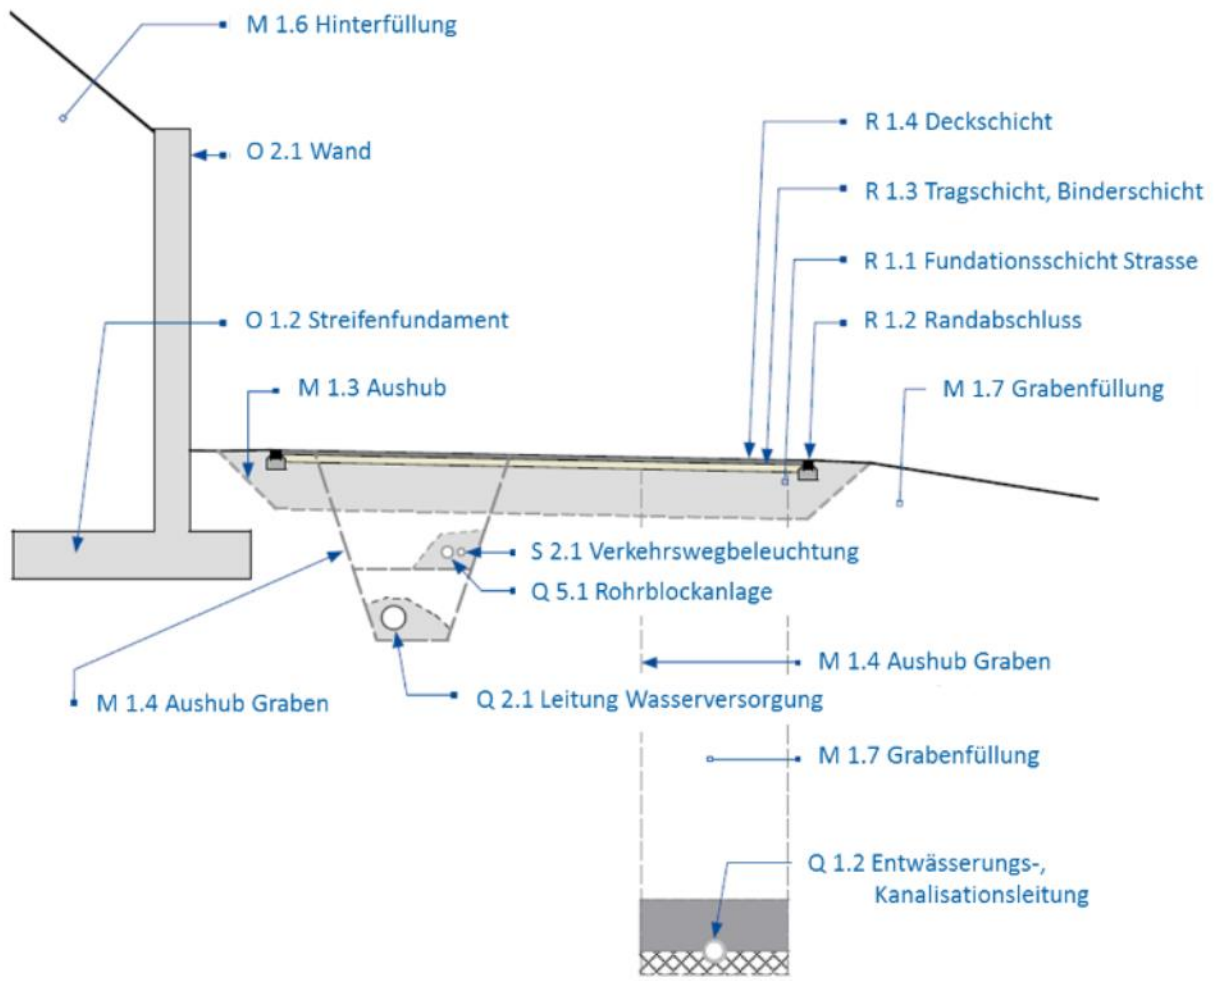 M 1.6 Hinterfüllung
R 1.4 Deckschicht
O 2.1 Wand
R 1.3 Tragschicht, Binderschicht
R 1.1 Fundationsschicht Strasse
O 1.2 Streifenfundament
R 1.2 Randabschluss
M 1.3 Aushub
M 1.7 Grabenfüllung
S 2.1 Verkehrswegbeleuchtung
Q 5.1 Rohrblockanlage
M 1.4 Aushub Graben
M 1.4 Aushub Graben
Q 2.1 Leitung Wasserversorgung
M 1.7 Grabenfüllung
Q 1.2 Entwässerungs-,
Kanalisationsleitung